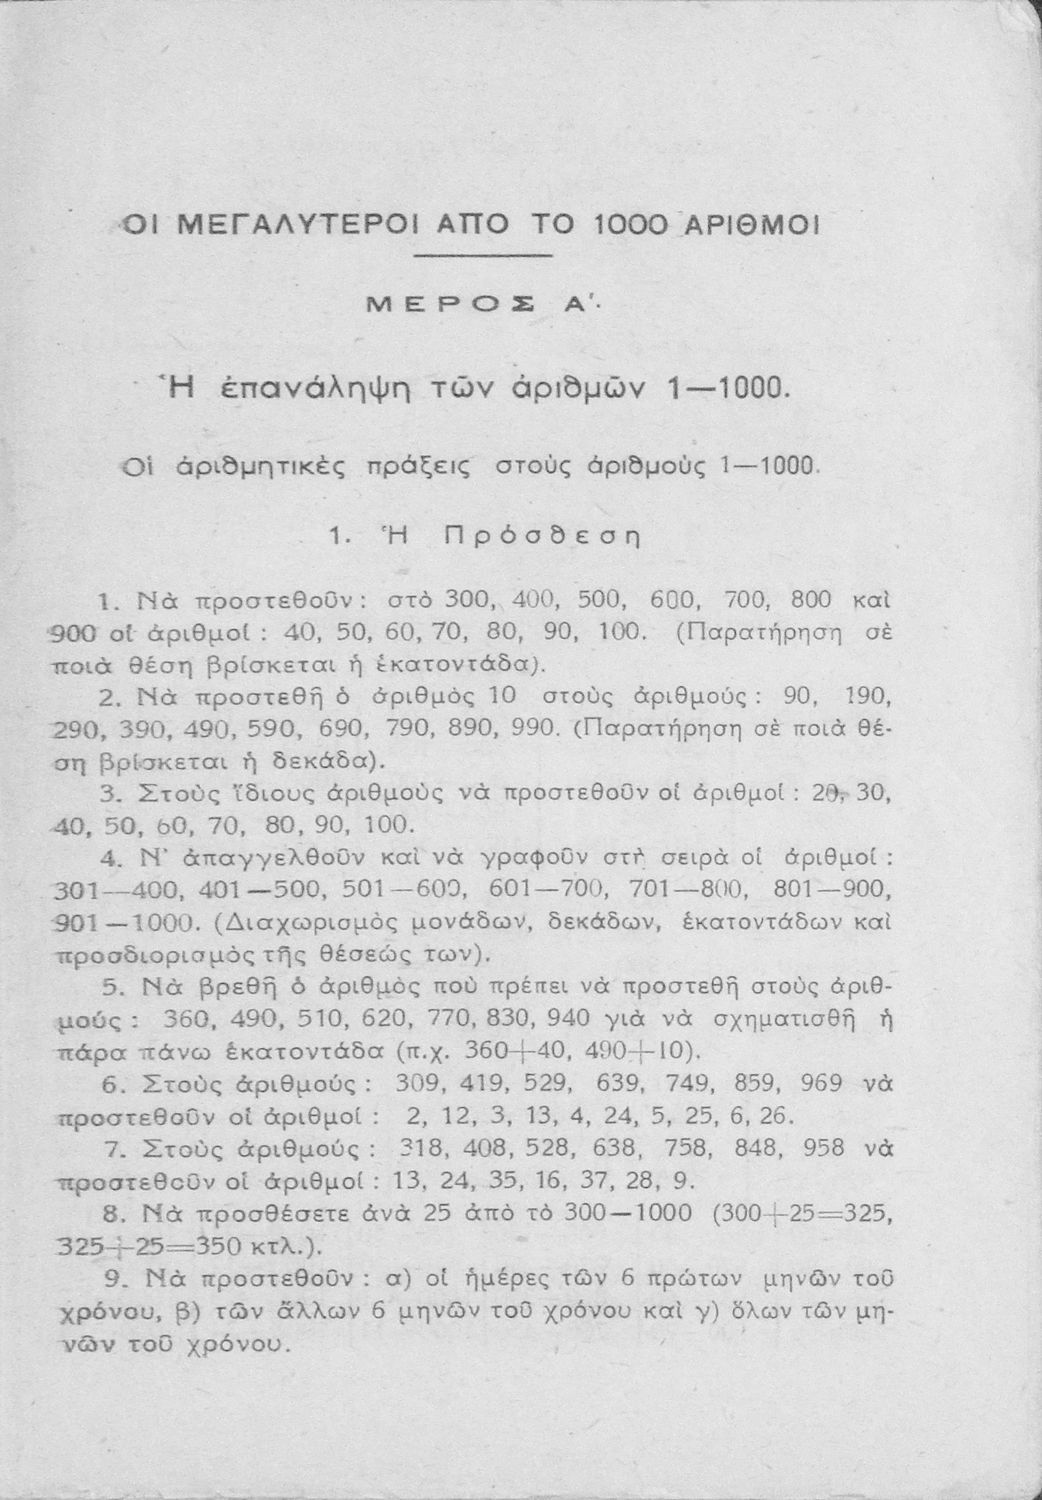 ΟΙ ΜΕΓΑΛΥΤΕΡΟΙ ΑΠΟ ΤΟ 1000 ΑΡΙΘΜΟΙ
ΜΕΡΟΣ Α΄.
Ἡ ἐπανάληψη τῶν ἀριθμῶν 1—1000.
Οἱ ἀριθμητικὲς πράξεις στοὺς ἀριθμοὺς 1—1000.
1. Ἡ Πρόσθεση
1. Νὰ προστεθοῦν : στὸ 300, 400, 500, 600, 700, 800 καὶ
900 οἱ ἀριθμοί : 40, 50, 60, 70, 80, 90, 100. (Παρατήρηση σὲ
ποιὰ θέση βρίσκεται ἡ ἑκατοντάδα).
2. Νὰ προστεθῆ ὁ ἀριθμὸς 10 στοὺς ἀριθμούς : 90, 190,
290, 390, 490, 590, 690, 790, 890, 990. (Παρατήρηση σὲ ποιὰ θέ-
ση βρίσκεται ἡ δεκάδα).
3. Στοὺς ἴδιους ἀριθμοὺς νὰ προστεθοῦν οἱ ἀριθμοί : 20, 30,
40, 50, 60, 70, 80, 90, 100.
4. Ν' ἀπαγγελθοῦν καὶ νὰ γραφοῦν στὴ σειρὰ οἱ ἀριθμοί :
301—400, 401—500, 501—600, 601—700, 701—800, 801—900,
901—1000. (Διαχωρισμὸς μονάδων, δεκάδων, ἑκατοντάδων καὶ
προσδιορισμὸς τῆς θέσεώς των).
5. Νὰ βρεθῆ ὁ ἀριθμὸς ποὺ πρέπει νὰ προστεθῆ στοὺς ἀριθ-
μούς : 360, 490, 510, 620, 770, 830, 940 γιὰ νὰ σχηματισθῆ ἡ
πάρα πάνω ἑκατοντάδα (π.χ. 360+40, 490+10).
6. Στοὺς ἀριθμούς : 309, 419, 529, 639, 749, 859, 969 νὰ
προστεθοῦν οἱ ἀριθμοί : 2, 12, 3, 13, 4, 24, 5, 25, 6, 26.
7. Στοὺς ἀριθμούς : 318, 408, 528, 638, 758, 848, 958 νὰ
προστεθοῦν οἱ ἀριθμοί : 13, 24, 35, 16, 37, 28, 9.
8. Νὰ προσθέσετε ἀνὰ 25 ἀπὸ τὸ 300—1000 (300+25=325,
325+25=350 κτλ.).
9. Νὰ προστεθοῦν : α) οἱ ἡμέρες τῶν 6 πρώτων μηνῶν τοῦ
χρόνου, β) τῶν ἄλλων 6 μηνῶν τοῦ χρόνου καὶ γ) ὅλων τῶν μη-
νῶν τοῦ χρόνου.